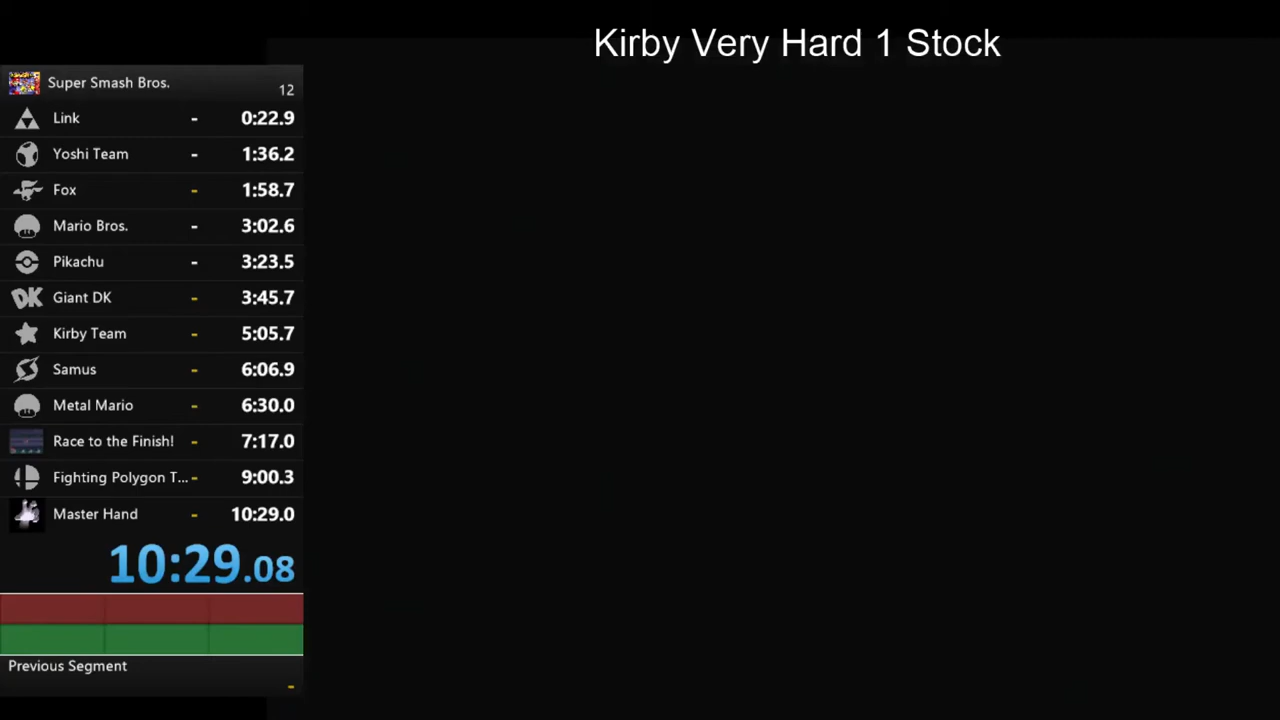 Kirby Very Hard 1 Stock
Super Smash Bros.
12
Link - 0:22.9
Yoshi Team - 1:36.2
Fox - 1:58.7
Mario Bros. - 3:02.6
Pikachu - 3:23.5
DK Giant DK - 3:45.7
Kirby Team - 5:05.7
Samus - 6:06.9
Metal Mario - 6:30.0
Race to the Finish! - 7:17.0
Fighting Polygon T... - 9:00.3
Master Hand - 10:29.0
10:29.08
Previous Segment
-